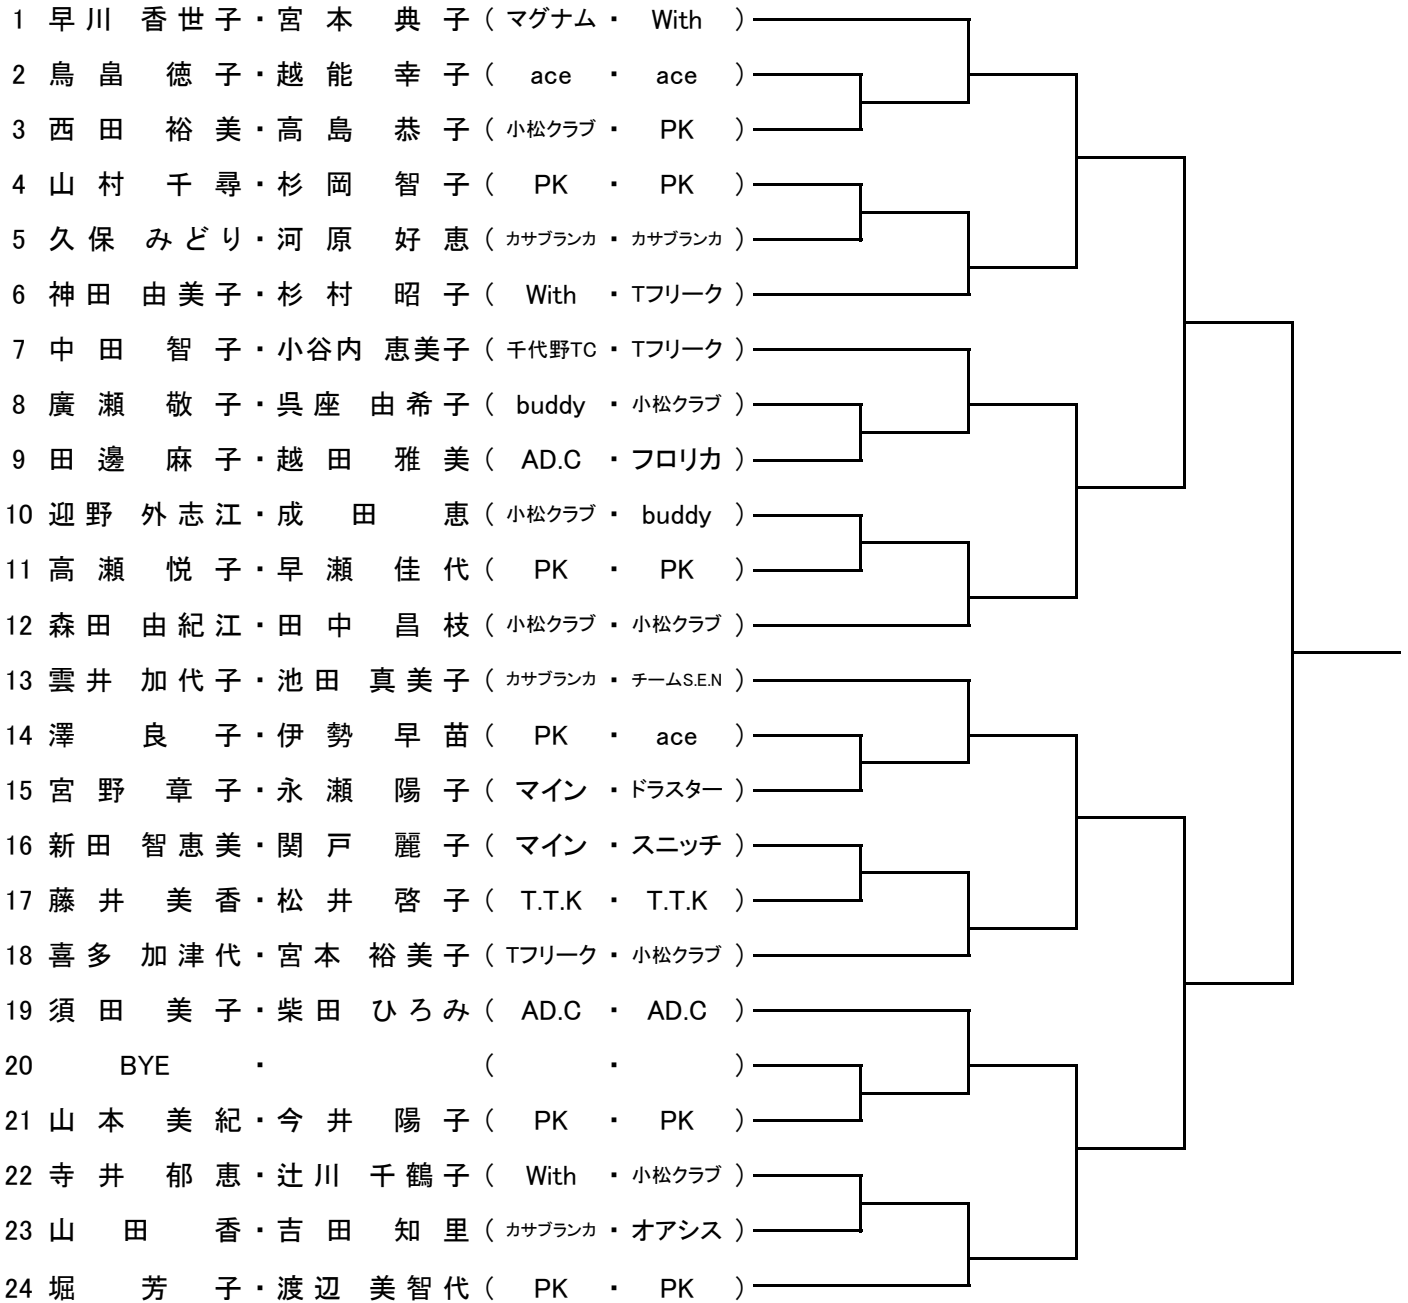 1 早川 香世子・宮本 典子（ マグナム ・ With ）
2 鳥畠 徳子・越能 幸子（ ace ・ ace ）
3 西田 裕美・高島 恭子（ 小松クラブ ・ PK ）
4 山村 千尋・杉岡 智子（ PK ・ PK ）
5 久保 みどり・河原 好恵（ カサブランカ ・ カサブランカ ）
6 神田 由美子・杉村 昭子（ With ・ Tフリーク ）
7 中田 智子・小谷内 恵美子（ 千代野TC ・ Tフリーク ）
8 廣瀬 敬子・呉座 由希子（ buddy ・ 小松クラブ ）
9 田邊 麻子・越田 雅美（ AD.C ・ フロリカ ）
10 迎野 外志江・成田 恵（ 小松クラブ ・ buddy ）
11 高瀬 悦子・早瀬 佳代（ PK ・ PK ）
12 森田 由紀江・田中 昌枝（ 小松クラブ ・ 小松クラブ ）
13 雲井 加代子・池田 真美子（ カサブランカ ・ チームS.E.N ）
14 澤 良子・伊勢 早苗（ PK ・ ace ）
15 宮野 章子・永瀬 陽子（ マイン ・ ドラスター ）
16 新田 智恵美・関戸 麗子（ マイン ・ スニッチ ）
17 藤井 美香・松井 啓子（ T.T.K ・ T.T.K ）
18 喜多 加津代・宮本 裕美子（ Tフリーク ・ 小松クラブ ）
19 須田 美子・柴田 ひろみ（ AD.C ・ AD.C ）
20 BYE ・ （ ・ ）
21 山本 美紀・今井 陽子（ PK ・ PK ）
22 寺井 郁恵・辻川 千鶴子（ With ・ 小松クラブ ）
23 山田 香・吉田 知里（ カサブランカ ・ オアシス ）
24 堀 芳子・渡辺 美智代（ PK ・ PK ）